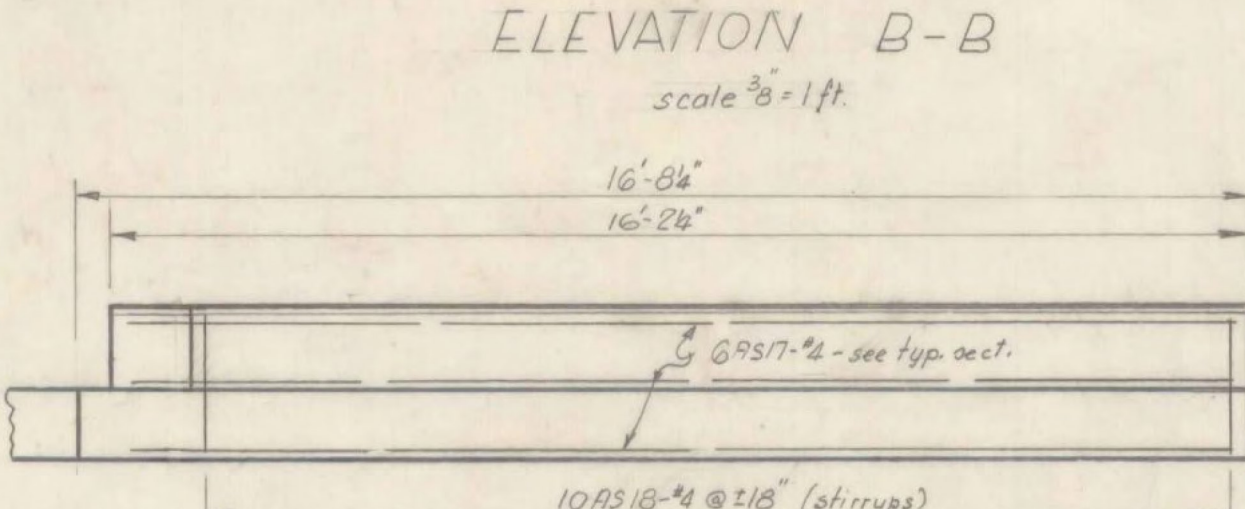 ELEVATION B-B
scale 3/8" = 1 ft.
16'-8¼"
16'-2¼"
6AS17-#4 - see typ. sect.
10AS18-#4 @ ±18" (stirrups)